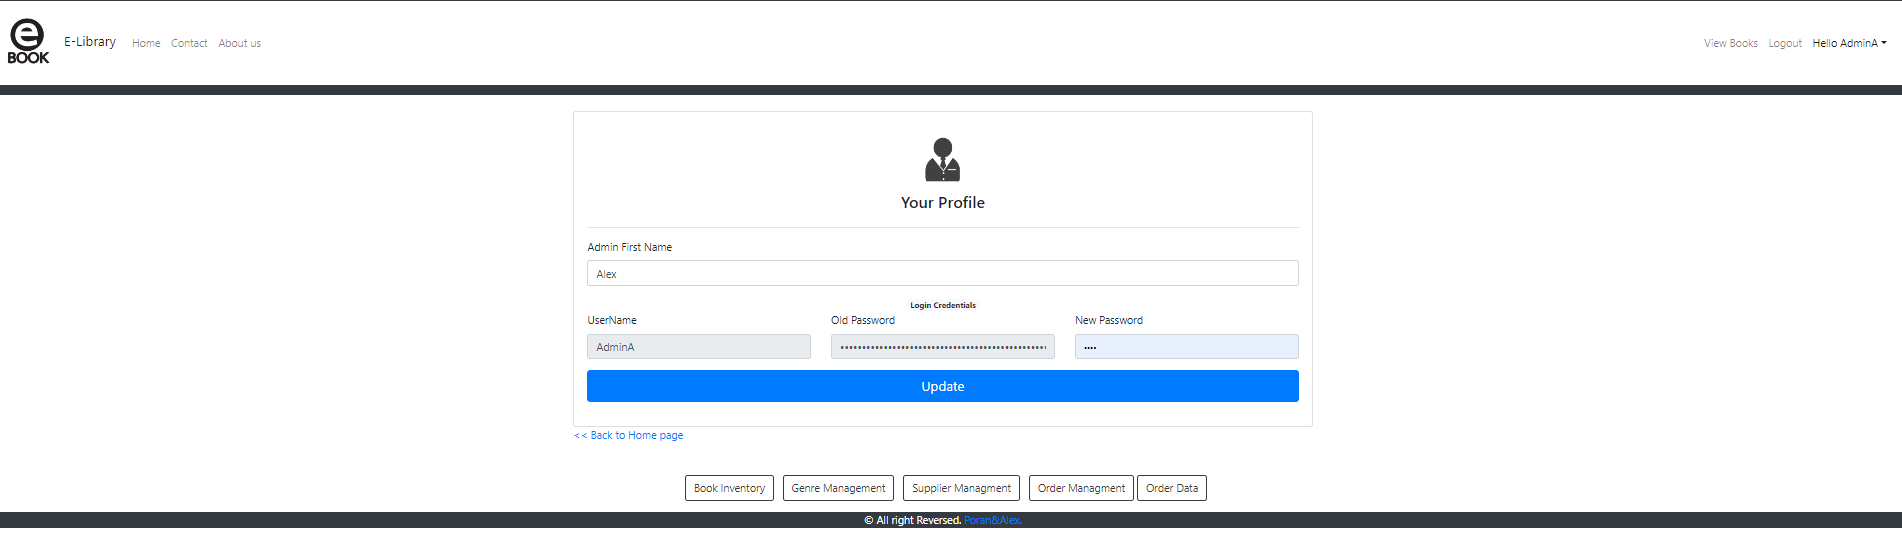 e
BOOK
E-Library Home Contact About us
View Books Logout Hello AdminA
Your Profile
Admin First Name
Alex
Login Credentials
UserName Old Password New Password
AdminA
Update
<< Back to Home page
Book Inventory Genre Management Supplier Managment Order Managment Order Data
© All right Reversed. Poran&Alex.